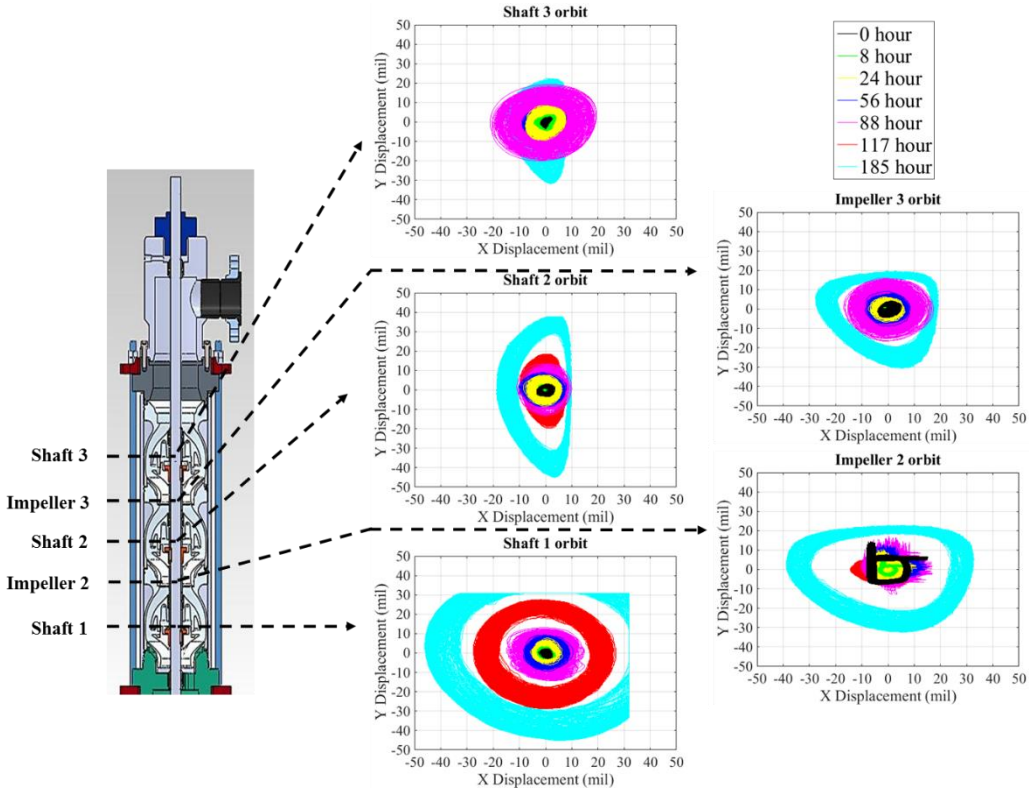 Shaft 3 orbit
50
40
30
20
10
0
-10
-20
-30
-40
-50
Y Displacement (mil)
-50 -40 -30 -20 -10 0 10 20 30 40 50
X Displacement (mil)
0 hour
8 hour
24 hour
56 hour
88 hour
117 hour
185 hour
Impeller 3 orbit
50
40
30
20
10
0
-10
-20
-30
-40
-50
Y Displacement (mil)
-50 -40 -30 -20 -10 0 10 20 30 40 50
X Displacement (mil)
Shaft 2 orbit
50
40
30
20
10
0
-10
-20
-30
-40
-50
Y Displacement (mil)
-50 -40 -30 -20 -10 0 10 20 30 40 50
X Displacement (mil)
Shaft 3
Impeller 3
Shaft 2
Impeller 2
Shaft 1
Impeller 2 orbit
50
40
30
20
10
0
-10
-20
-30
-40
-50
Y Displacement (mil)
-50 -40 -30 -20 -10 0 10 20 30 40 50
X Displacement (mil)
Shaft 1 orbit
50
40
30
20
10
0
-10
-20
-30
-40
-50
Y Displacement (mil)
-50 -40 -30 -20 -10 0 10 20 30 40 50
X Displacement (mil)